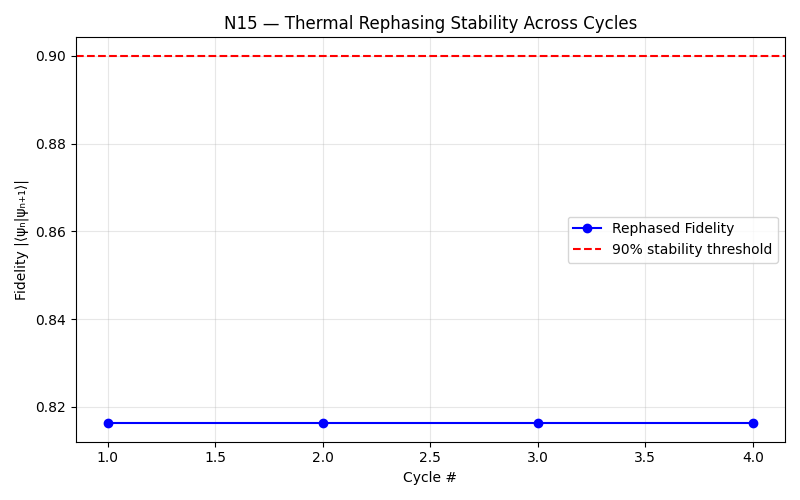 N15 — Thermal Rephasing Stability Across Cycles
Fidelity |⟨ψₙ|ψₙ₊₁⟩|
0.90
0.88
0.86
0.84
0.82
Rephased Fidelity
90% stability threshold
1.0 1.5 2.0 2.5 3.0 3.5 4.0
Cycle #